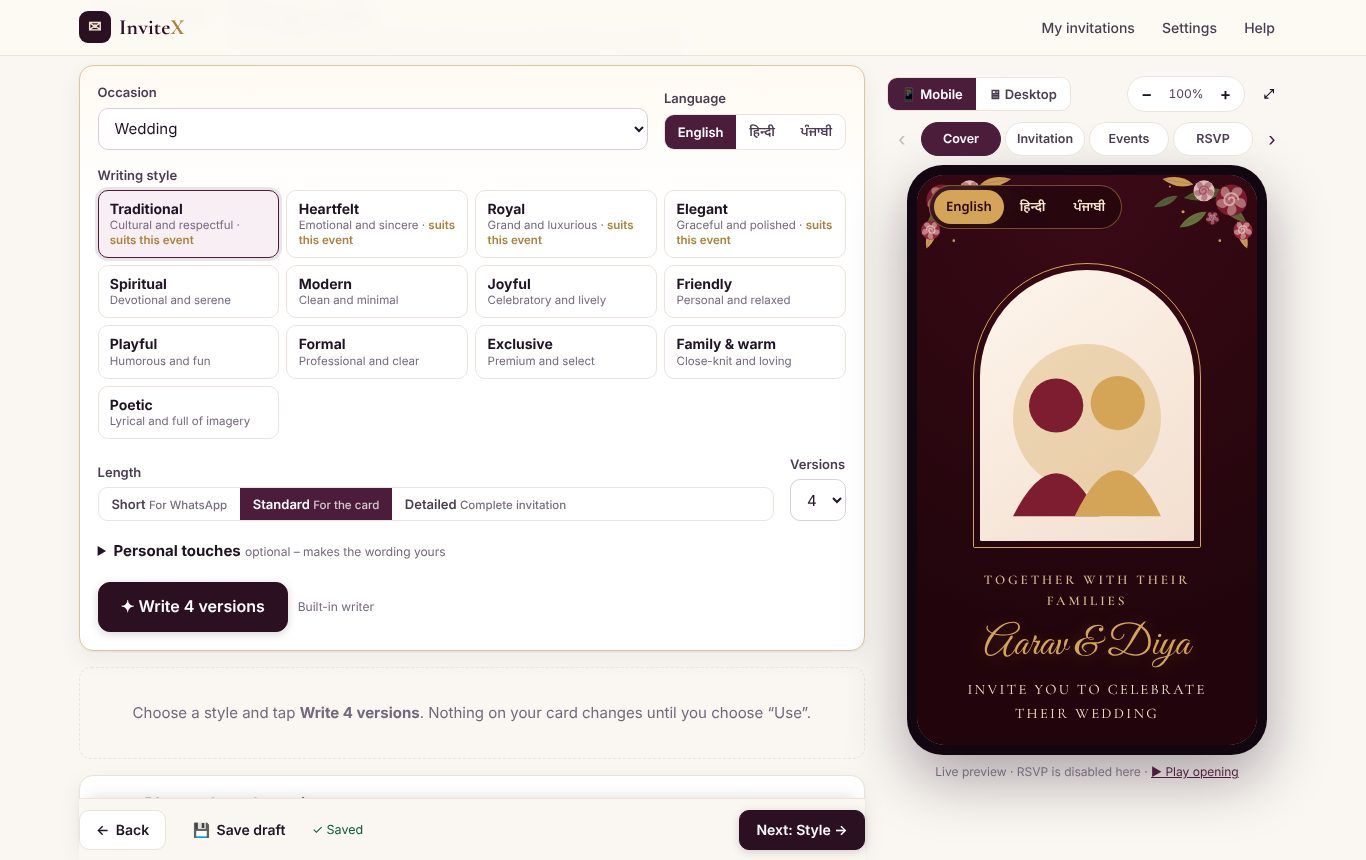 ✉ InviteX
My invitations Settings Help
Occasion
Wedding
Language
English हिन्दी ਪੰਜਾਬੀ
Writing style
Traditional
Cultural and respectful ·
suits this event
Heartfelt
Emotional and sincere · suits
this event
Royal
Grand and luxurious · suits
this event
Elegant
Graceful and polished · suits
this event
Spiritual
Devotional and serene
Modern
Clean and minimal
Joyful
Celebratory and lively
Friendly
Personal and relaxed
Playful
Humorous and fun
Formal
Professional and clear
Exclusive
Premium and select
Family & warm
Close-knit and loving
Poetic
Lyrical and full of imagery
Length
Short For WhatsApp Standard For the card Detailed Complete invitation
Versions
4
▶ Personal touches optional – makes the wording yours
✦ Write 4 versions
Built-in writer
Choose a style and tap Write 4 versions. Nothing on your card changes until you choose “Use”.
← Back 💾 Save draft ✓ Saved Next: Style →
📱 Mobile 🖥 Desktop
− 100% + ⤢
‹ Cover Invitation Events RSVP ›
English हिन्दी ਪੰਜਾਬੀ
TOGETHER WITH THEIR
FAMILIES
Aarav & Diya
INVITE YOU TO CELEBRATE
THEIR WEDDING
Live preview · RSVP is disabled here · ▶ Play opening